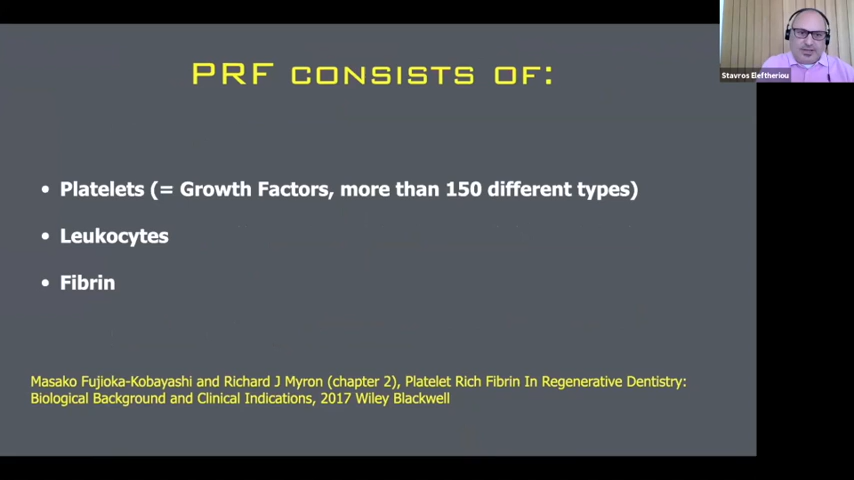 Stavros Eleftheriou
PRF CONSISTS OF:
• Platelets (= Growth Factors, more than 150 different types)
• Leukocytes
• Fibrin
Masako Fujioka-Kobayashi and Richard J Myron (chapter 2), Platelet Rich Fibrin In Regenerative Dentistry:
Biological Background and Clinical Indications, 2017 Wiley Blackwell